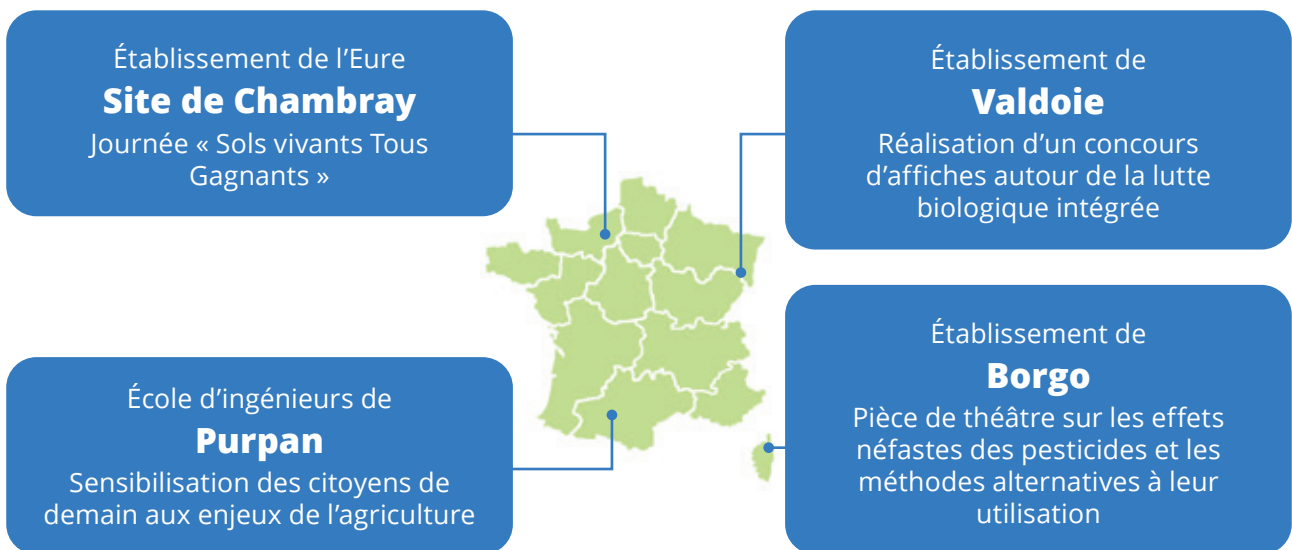 Établissement de l’Eure
Site de Chambray
Journée « Sols vivants Tous
Gagnants »
Établissement de
Valdoie
Réalisation d’un concours
d’affiches autour de la lutte
biologique intégrée
École d’ingénieurs de
Purpan
Sensibilisation des citoyens de
demain aux enjeux de l’agriculture
Établissement de
Borgo
Pièce de théâtre sur les effets
néfastes des pesticides et les
méthodes alternatives à leur
utilisation